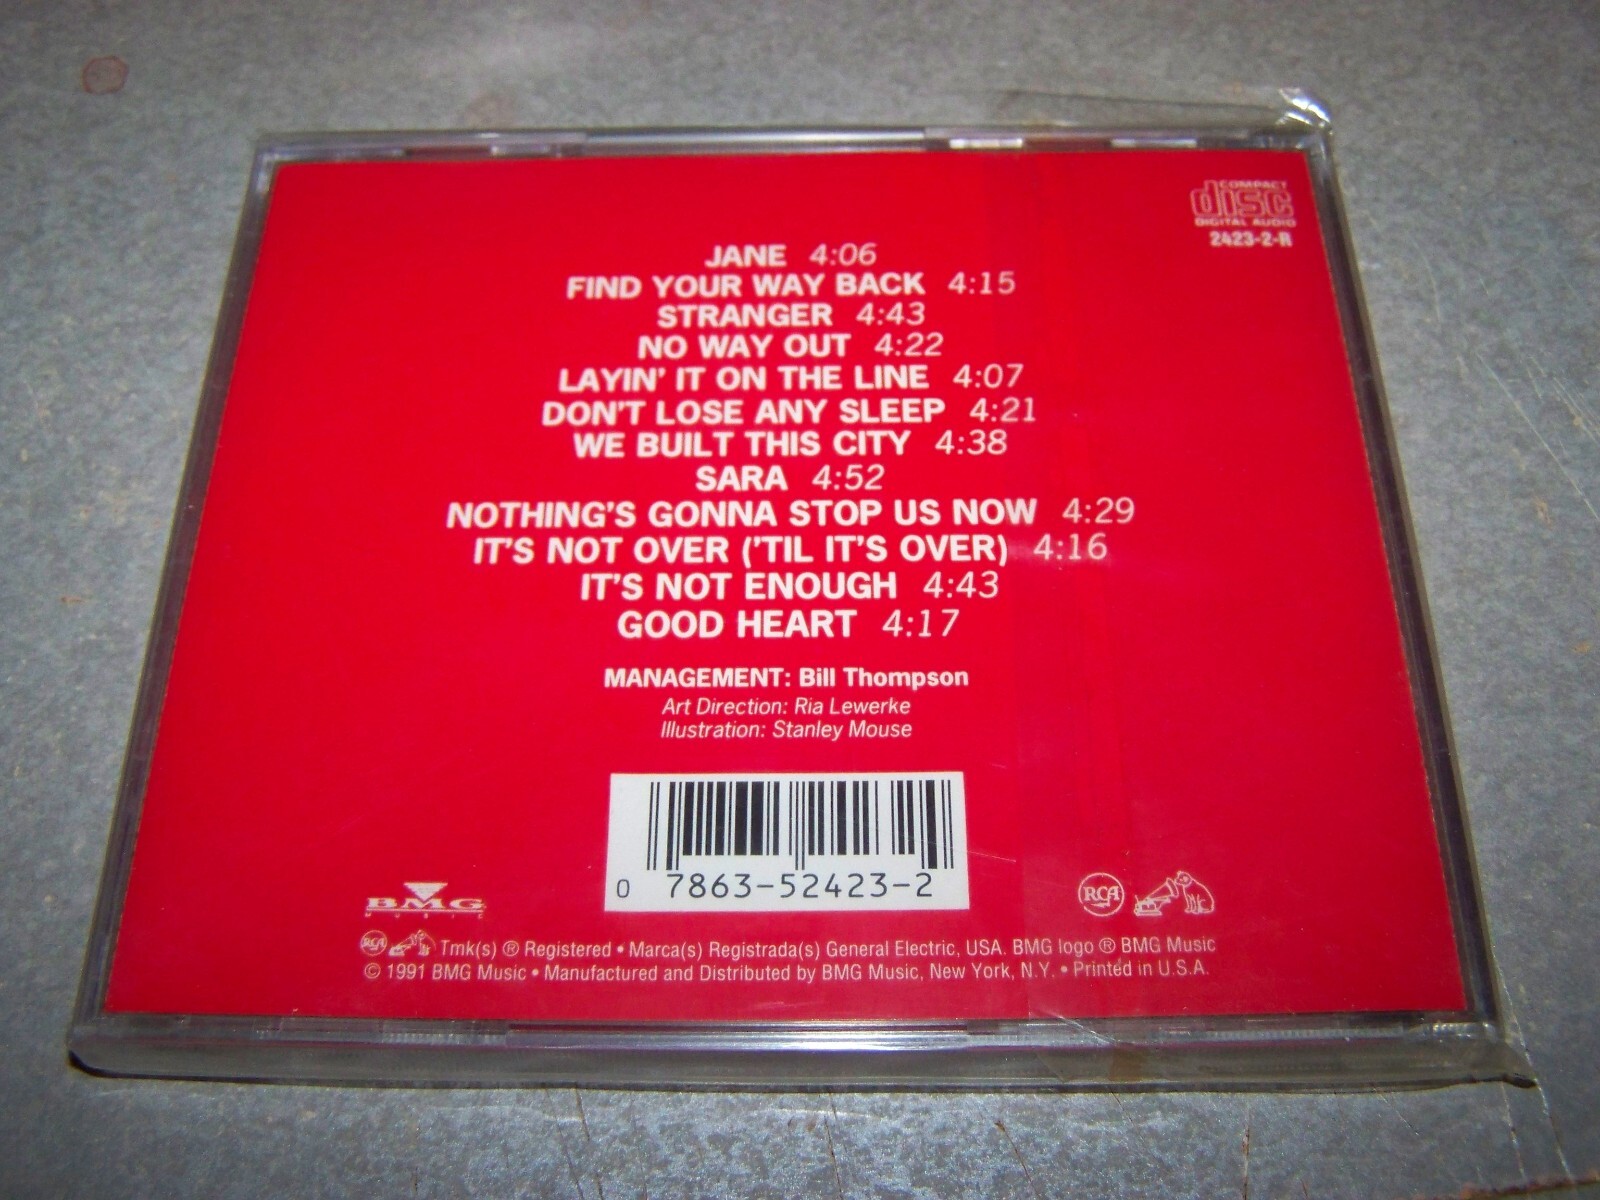 COMPACT
disc
DIGITAL AUDIO
2423-2-R
JANE 4:06
FIND YOUR WAY BACK 4:15
STRANGER 4:43
NO WAY OUT 4:22
LAYIN' IT ON THE LINE 4:07
DON'T LOSE ANY SLEEP 4:21
WE BUILT THIS CITY 4:38
SARA 4:52
NOTHING'S GONNA STOP US NOW 4:29
IT'S NOT OVER ('TIL IT'S OVER) 4:16
IT'S NOT ENOUGH 4:43
GOOD HEART 4:17
MANAGEMENT: Bill Thompson
Art Direction: Ria Lewerke
Illustration: Stanley Mouse
0 7863-52423-2
BMG
MUSIC
RCA
RCA Tmk(s) ® Registered • Marca(s) Registrada(s) General Electric, USA. BMG logo ® BMG Music
© 1991 BMG Music • Manufactured and Distributed by BMG Music, New York, N.Y. • Printed in U.S.A.